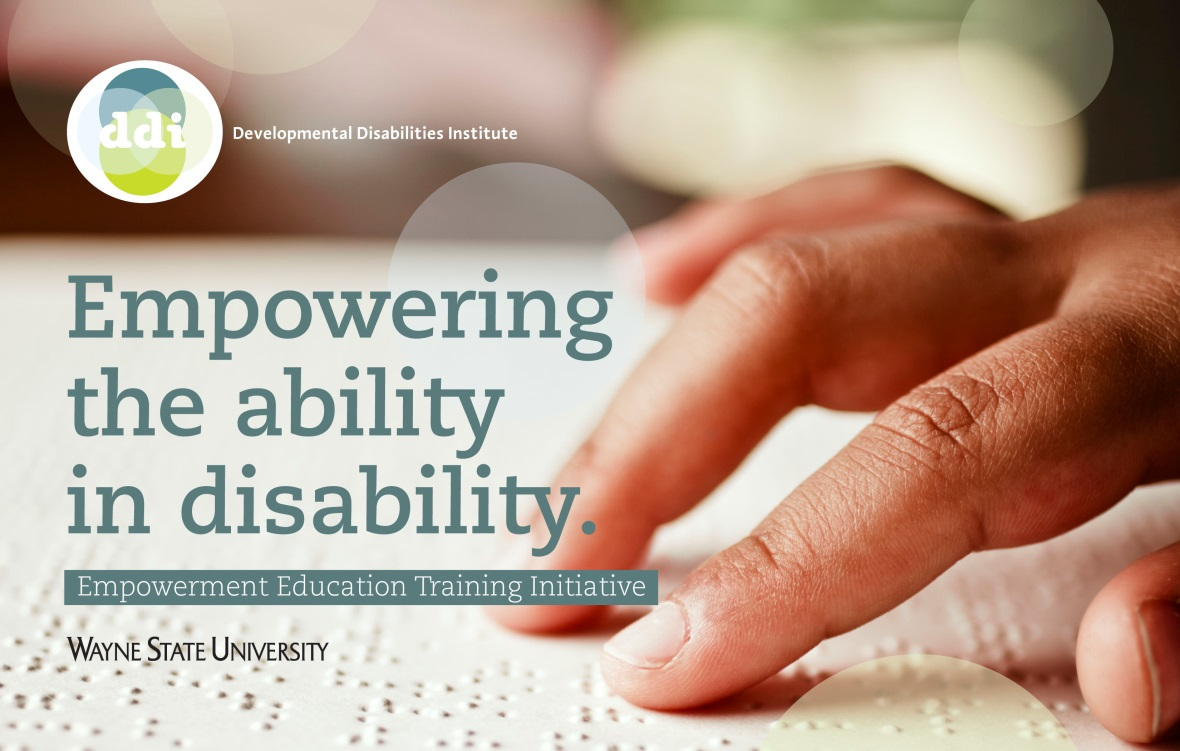 ddi
Developmental Disabilities Institute
Empowering
the ability
in disability.
Empowerment Education Training Initiative
WAYNE STATE UNIVERSITY